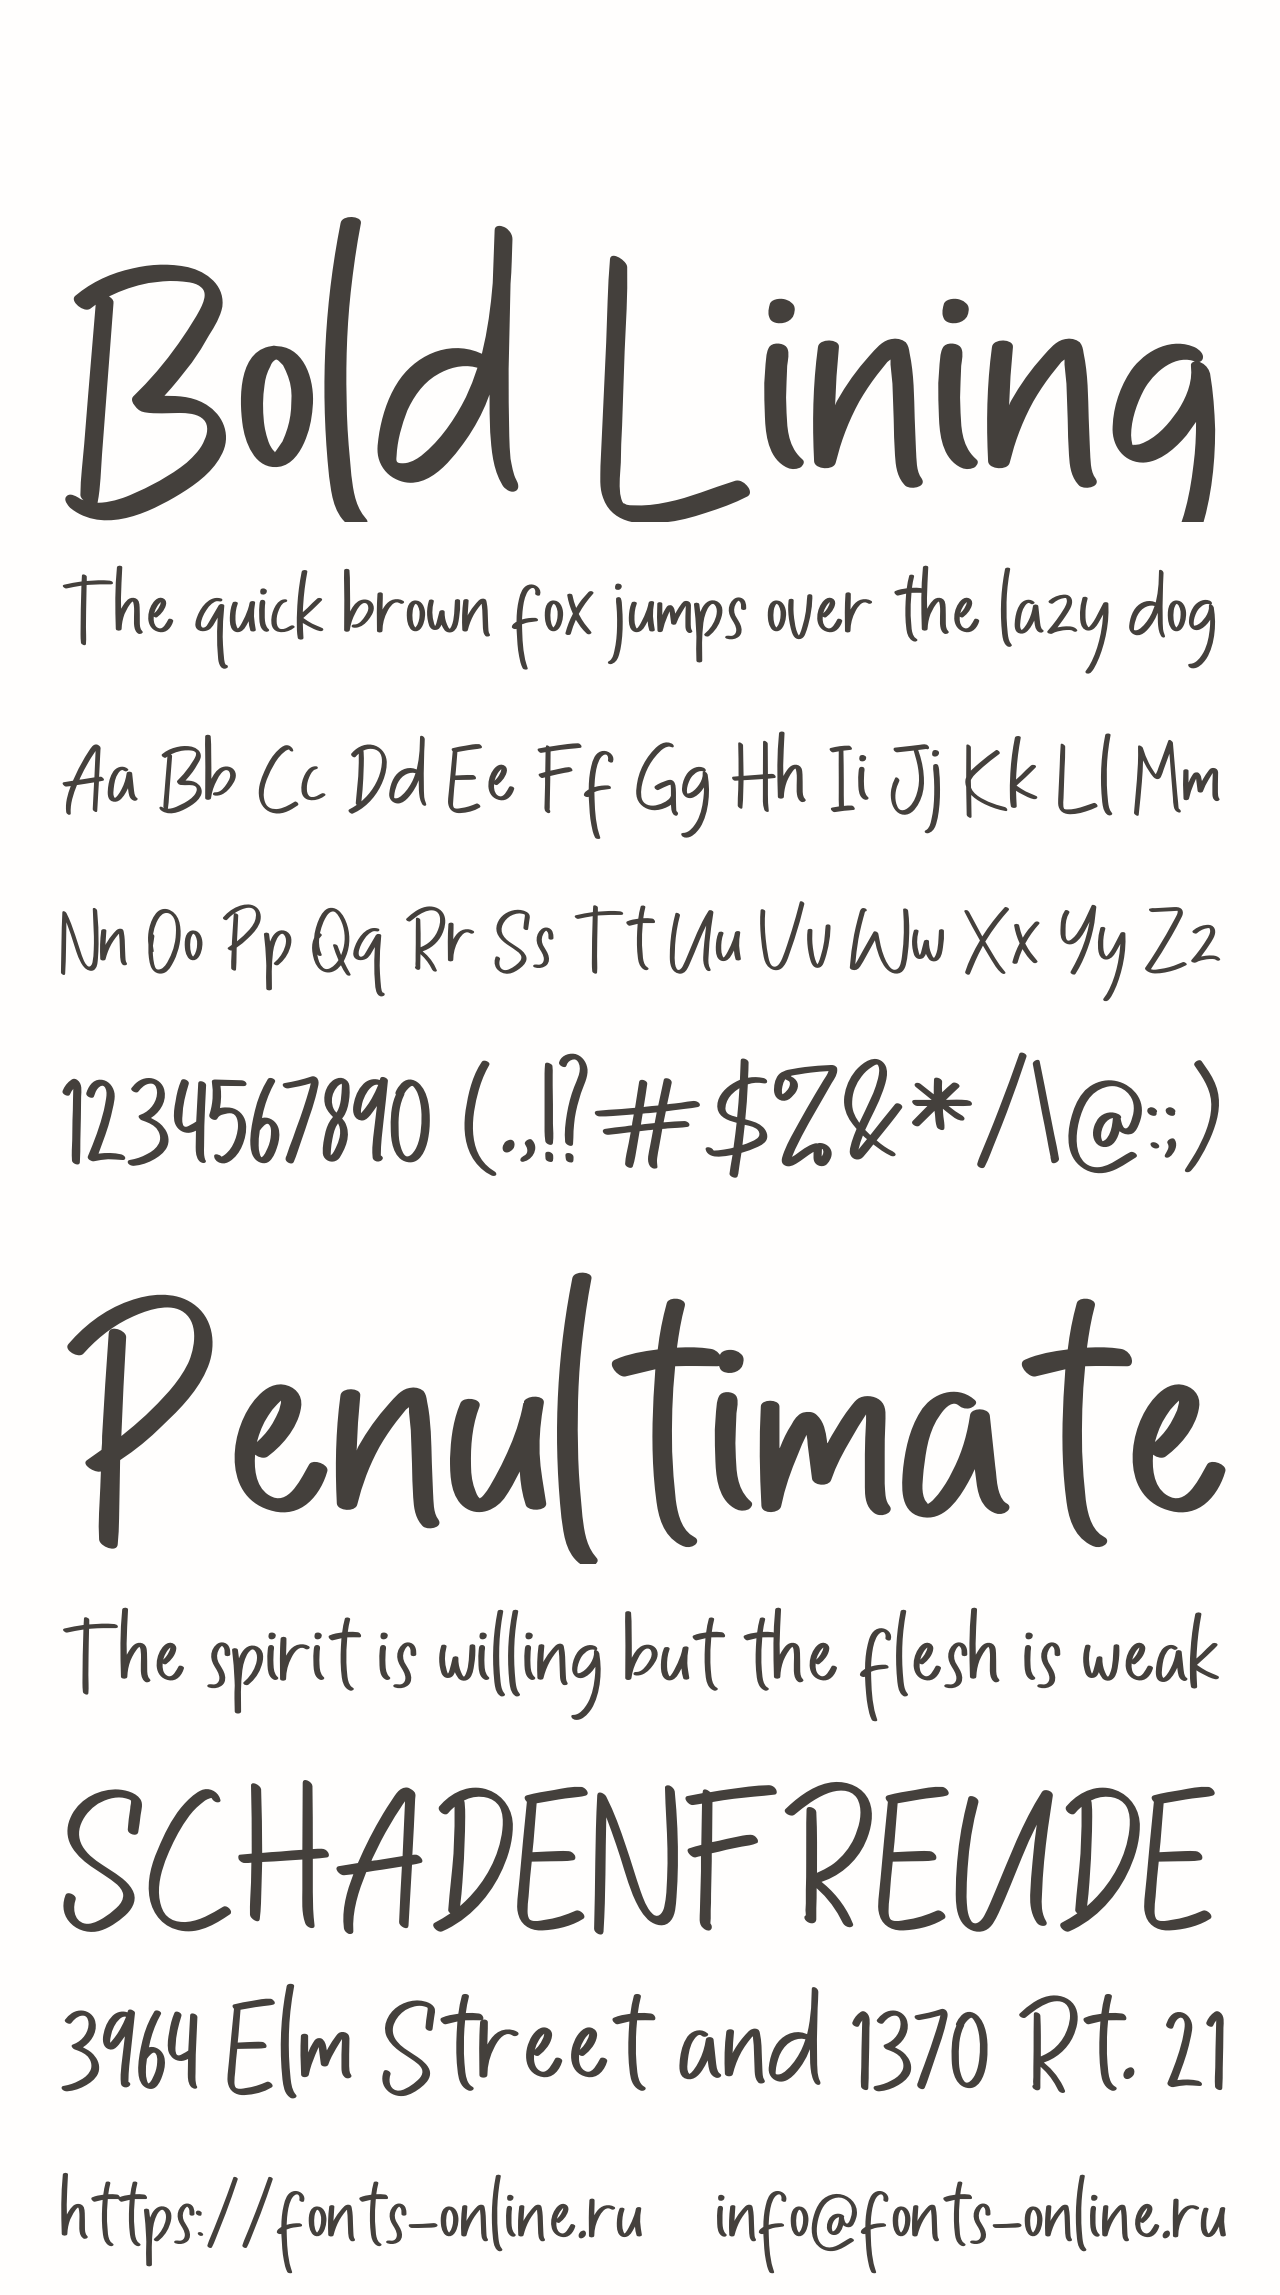 Bold Lining
The quick brown fox jumps over the lazy dog
Aa Bb Cc Dd Ee Ff Gg Hh Ii Jj Kk Ll Mm
Nn Oo Pp Qq Rr Ss Tt Uu Vv Ww Xx Yy Zz
1234567890 (.,!?#$%&*/\@:;)
Penultimate
The spirit is willing but the flesh is weak
SCHADENFREUDE
3964 Elm Street and 1370 Rt. 21
https://fonts-online.ru info@fonts-online.ru